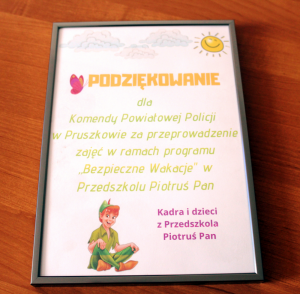 PODZIĘKOWANIE
dla
Komendy Powiatowej Policji
w Pruszkowie za przeprowadzenie
zajęć w ramach programu
„Bezpieczne Wakacje" w
Przedszkolu Piotruś Pan
Kadra i dzieci
z Przedszkola
Piotruś Pan